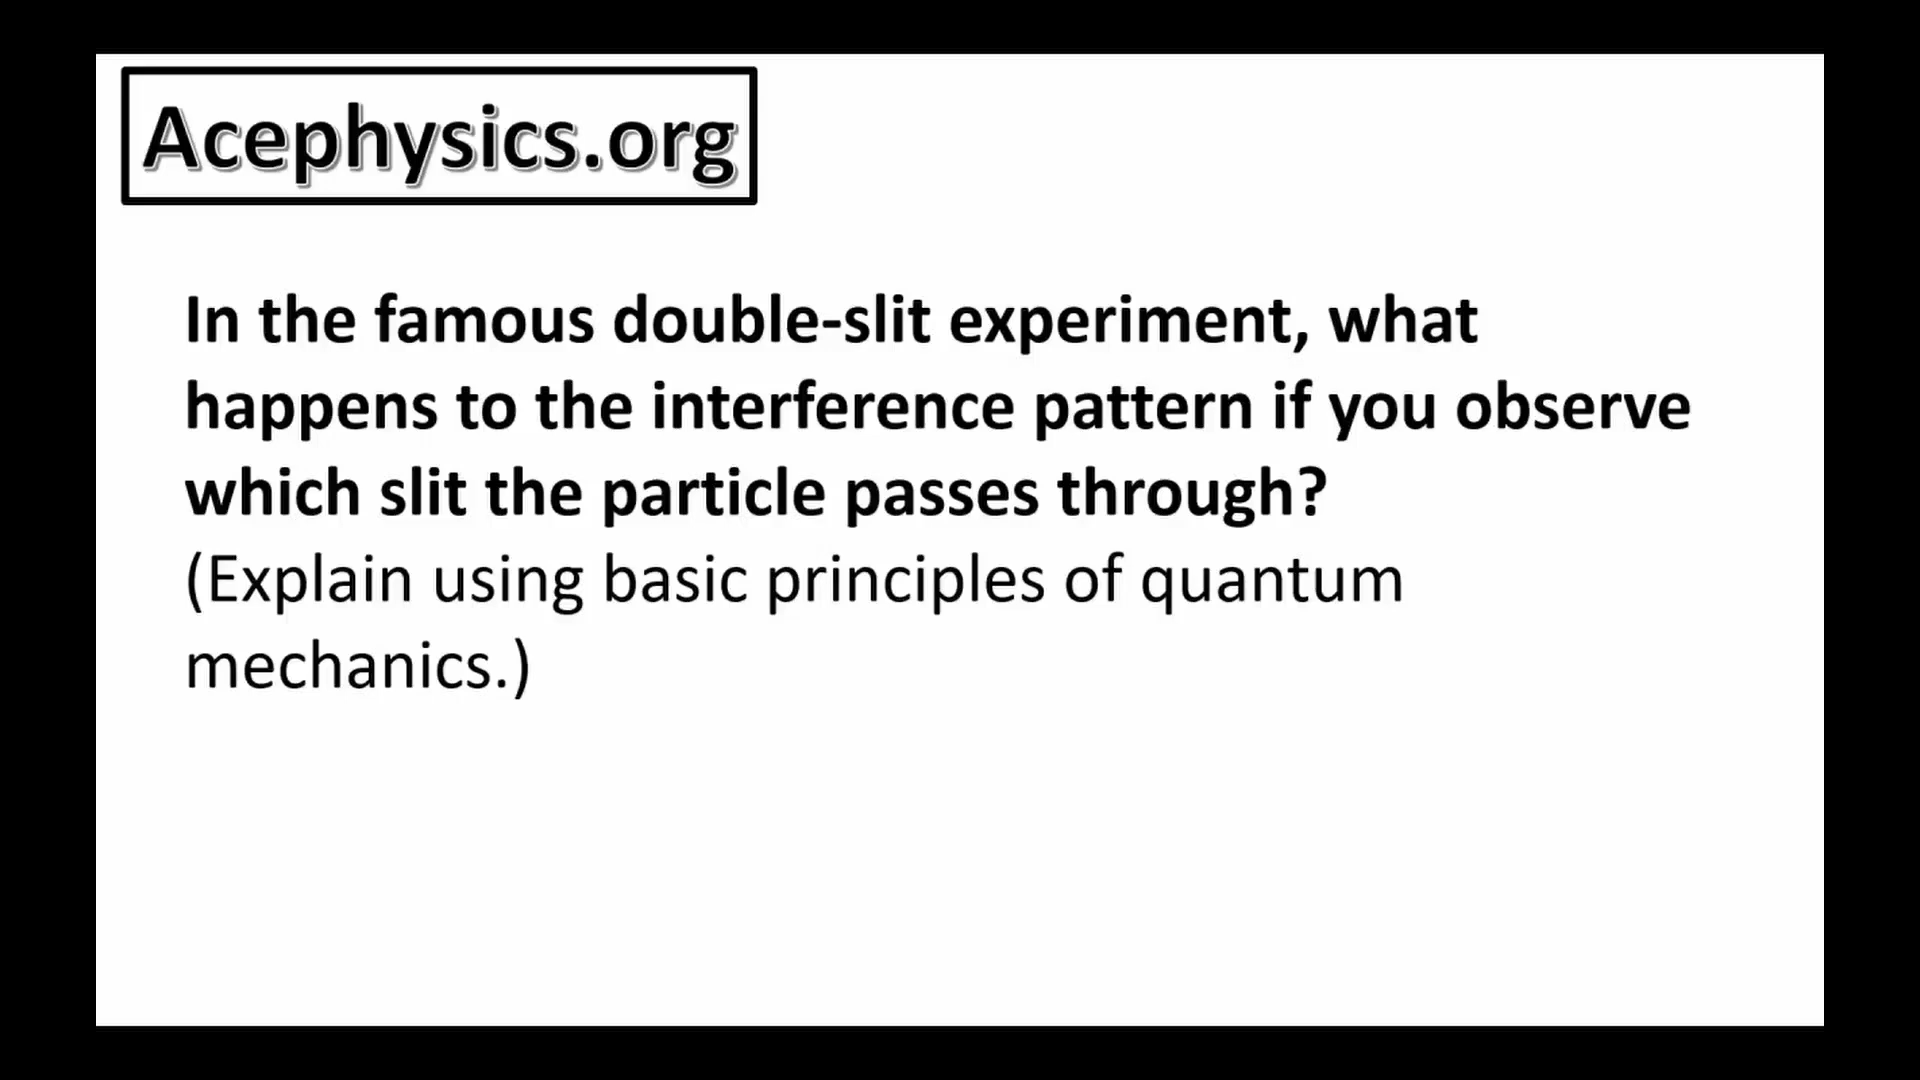 Acephysics.org
In the famous double-slit experiment, what
happens to the interference pattern if you observe
which slit the particle passes through?
(Explain using basic principles of quantum
mechanics.)